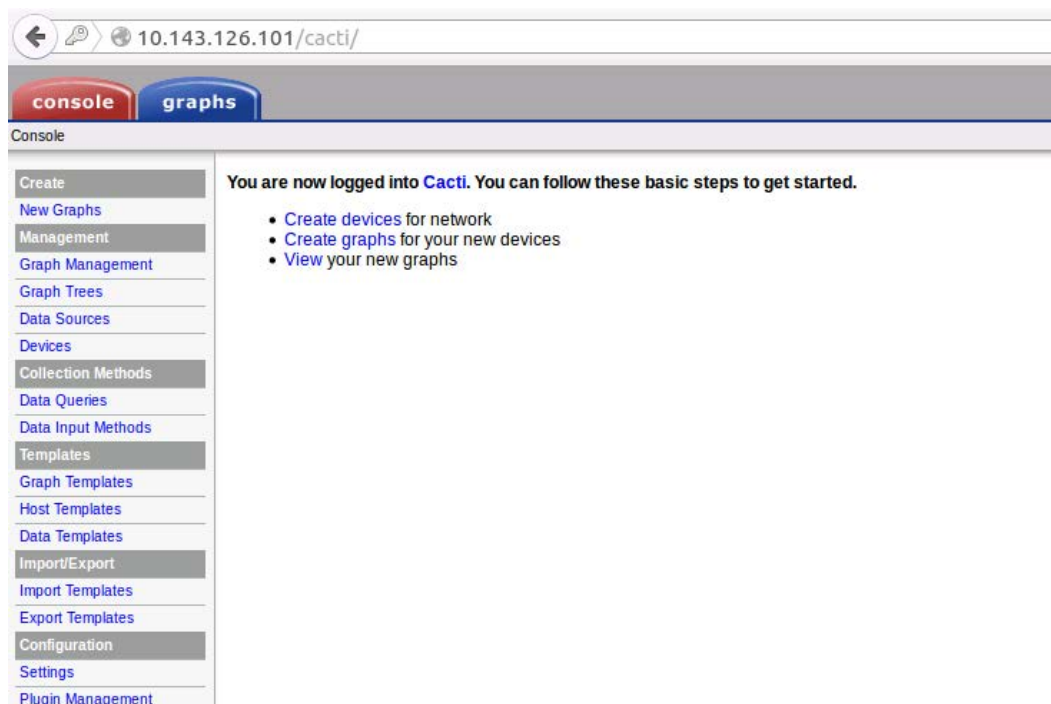 10.143.126.101/cacti/
console graphs
Console
Create
New Graphs
Management
Graph Management
Graph Trees
Data Sources
Devices
Collection Methods
Data Queries
Data Input Methods
Templates
Graph Templates
Host Templates
Data Templates
Import/Export
Import Templates
Export Templates
Configuration
Settings
Plugin Management
You are now logged into Cacti. You can follow these basic steps to get started.
• Create devices for network
• Create graphs for your new devices
• View your new graphs